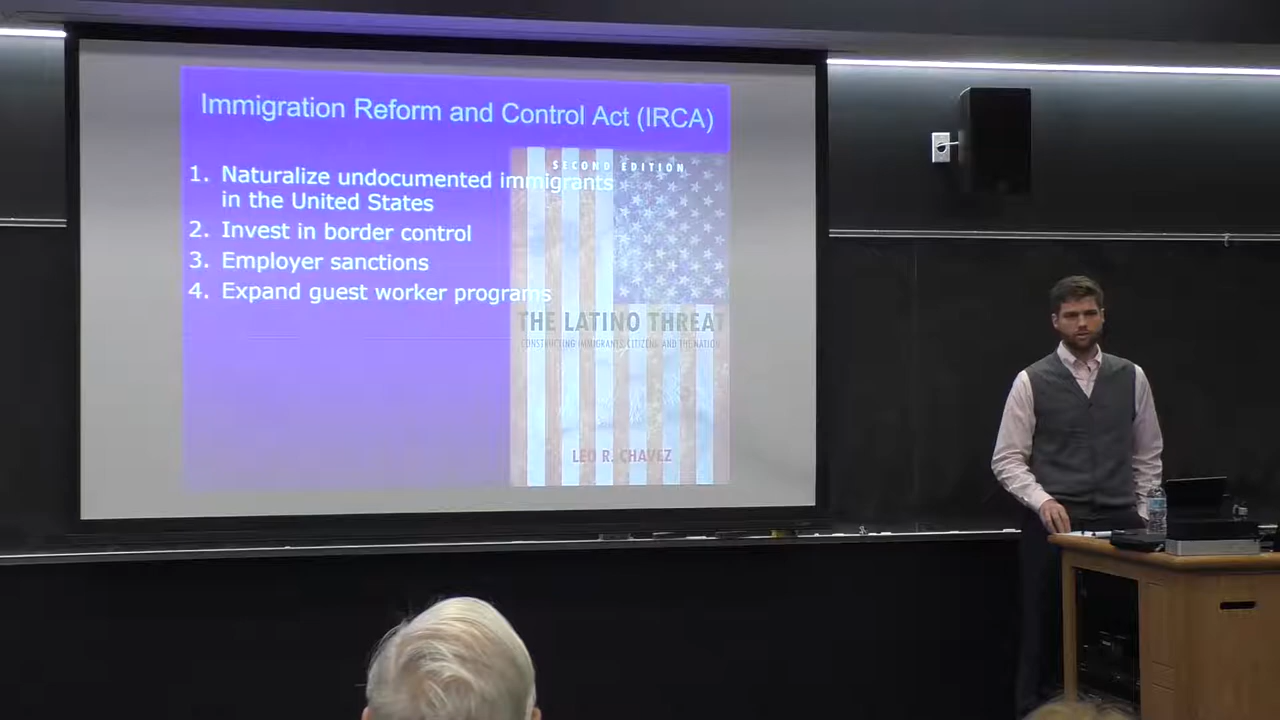 Immigration Reform and Control Act (IRCA)
1. Naturalize undocumented immigrants
in the United States
2. Invest in border control
3. Employer sanctions
4. Expand guest worker programs
SECOND EDITION
THE LATINO THREAT
CONSTRUCTING IMMIGRANTS, CITIZENS, AND THE NATION
LEO R. CHAVEZ